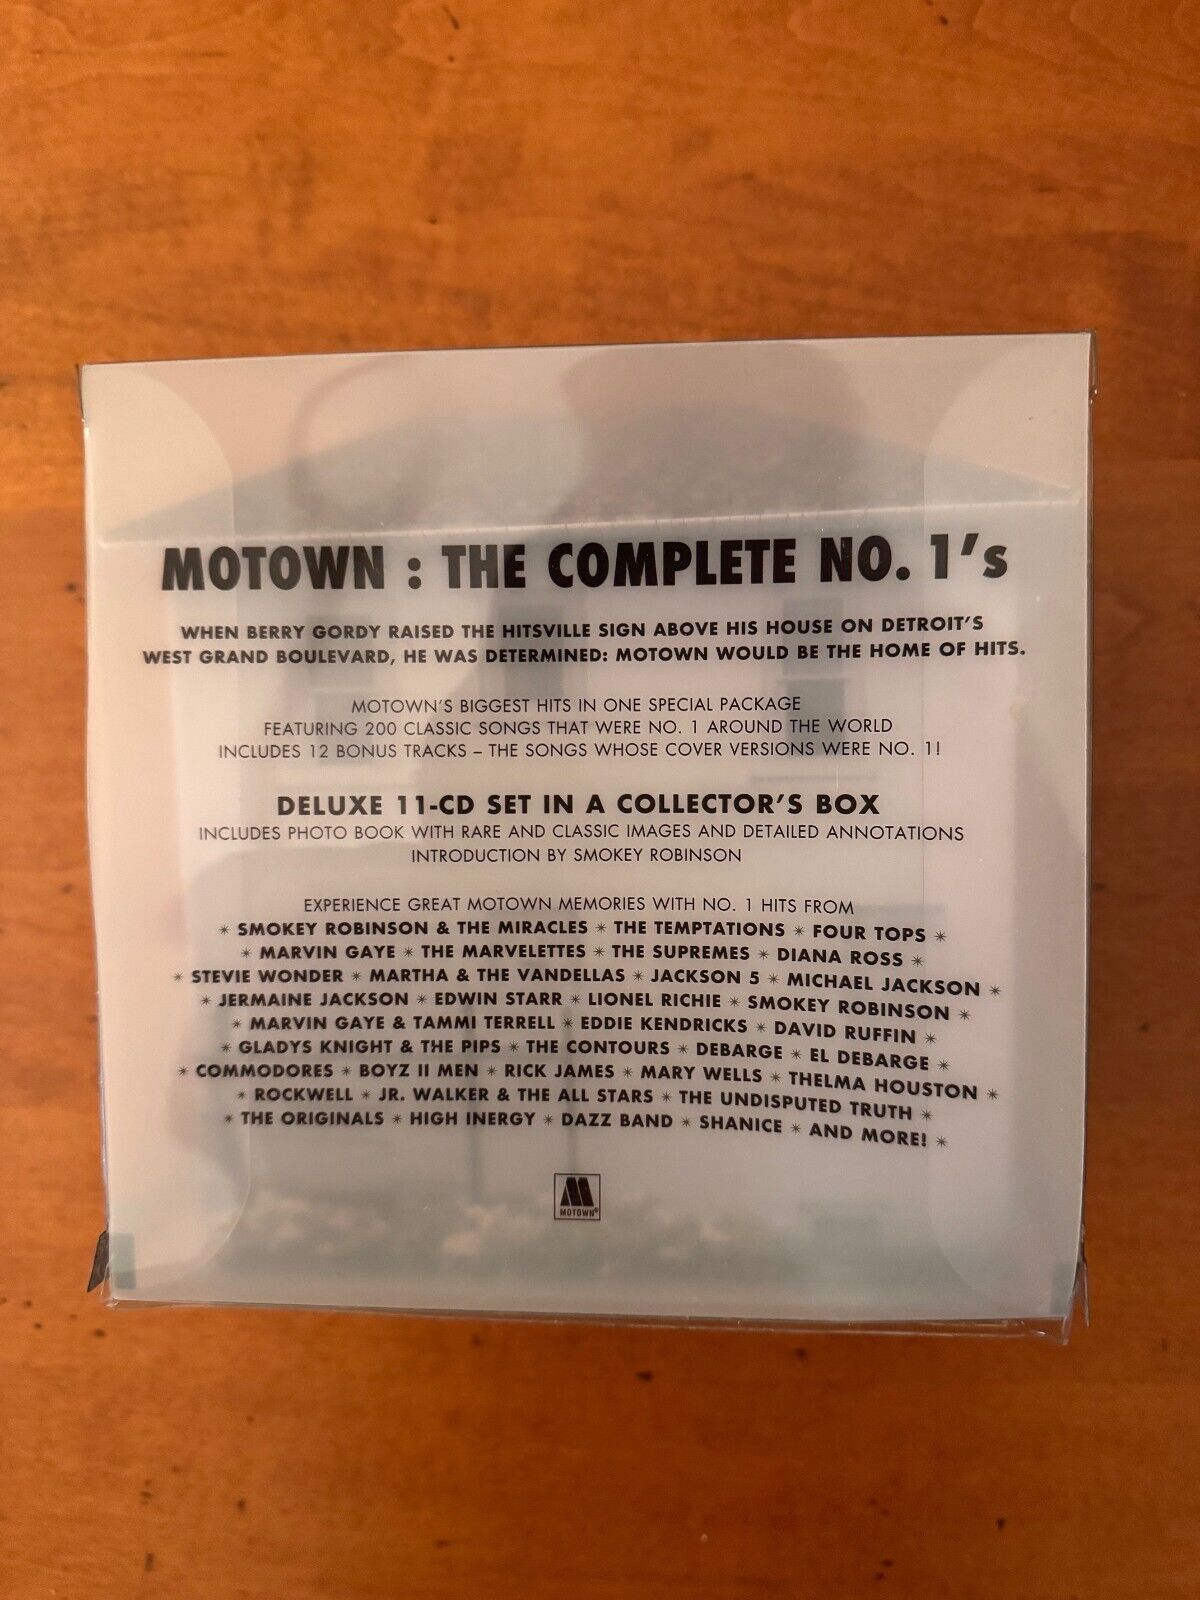 MOTOWN : THE COMPLETE NO. 1's
WHEN BERRY GORDY RAISED THE HITSVILLE SIGN ABOVE HIS HOUSE ON DETROIT'S
WEST GRAND BOULEVARD, HE WAS DETERMINED: MOTOWN WOULD BE THE HOME OF HITS.
MOTOWN'S BIGGEST HITS IN ONE SPECIAL PACKAGE
FEATURING 200 CLASSIC SONGS THAT WERE NO. 1 AROUND THE WORLD
INCLUDES 12 BONUS TRACKS – THE SONGS WHOSE COVER VERSIONS WERE NO. 1!
DELUXE 11-CD SET IN A COLLECTOR'S BOX
INCLUDES PHOTO BOOK WITH RARE AND CLASSIC IMAGES AND DETAILED ANNOTATIONS
INTRODUCTION BY SMOKEY ROBINSON
EXPERIENCE GREAT MOTOWN MEMORIES WITH NO. 1 HITS FROM
* SMOKEY ROBINSON & THE MIRACLES * THE TEMPTATIONS * FOUR TOPS *
* MARVIN GAYE * THE MARVELETTES * THE SUPREMES * DIANA ROSS *
* STEVIE WONDER * MARTHA & THE VANDELLAS * JACKSON 5 * MICHAEL JACKSON *
* JERMAINE JACKSON * EDWIN STARR * LIONEL RICHIE * SMOKEY ROBINSON *
* MARVIN GAYE & TAMMI TERRELL * EDDIE KENDRICKS * DAVID RUFFIN *
* GLADYS KNIGHT & THE PIPS * THE CONTOURS * DEBARGE * EL DEBARGE *
* COMMODORES * BOYZ II MEN * RICK JAMES * MARY WELLS * THELMA HOUSTON *
* ROCKWELL * JR. WALKER & THE ALL STARS * THE UNDISPUTED TRUTH *
* THE ORIGINALS * HIGH INERGY * DAZZ BAND * SHANICE * AND MORE! *
MOTOWN®